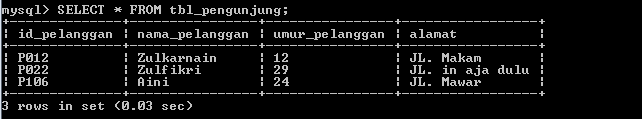 mysql> SELECT * FROM tbl_pengunjung;
+--------------+----------------+----------------+------------------+
| id_pelanggan | nama_pelanggan | umur_pelanggan | alamat           |
+--------------+----------------+----------------+------------------+
| P012         | Zulkarnain     | 12             | JL. Makam        |
| P022         | Zulfikri       | 29             | JL. in aja dulu  |
| P106         | Aini           | 24             | JL. Mawar        |
+--------------+----------------+----------------+------------------+
3 rows in set (0.03 sec)